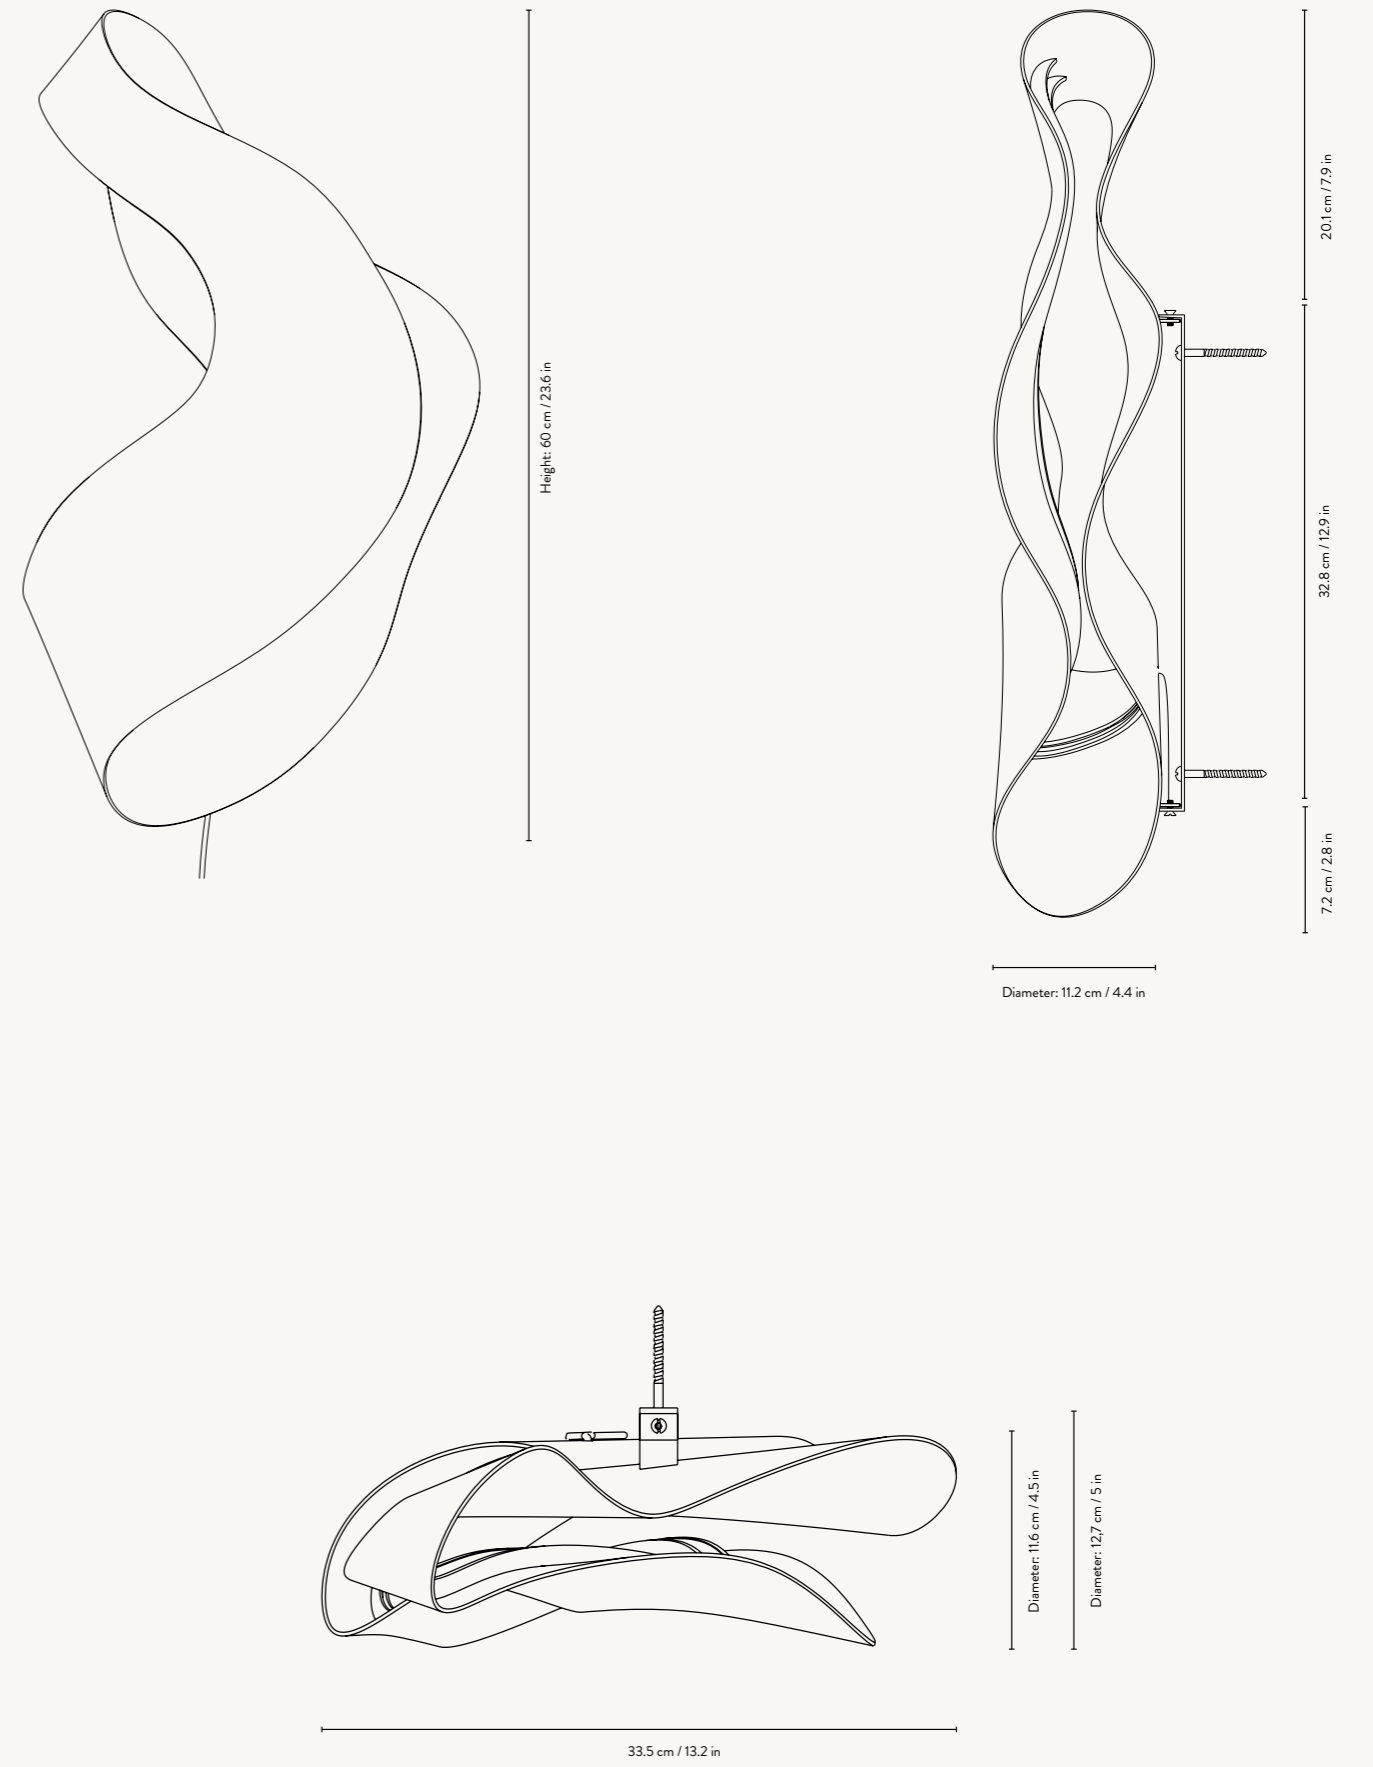 Height: 60 cm / 23.6 in
20.1 cm / 7.9 in
32.8 cm / 12.9 in
7.2 cm / 2.8 in
Diameter: 11.2 cm / 4.4 in
Diameter: 11.6 cm / 4.5 in
Diameter: 12,7 cm / 5 in
33.5 cm / 13.2 in